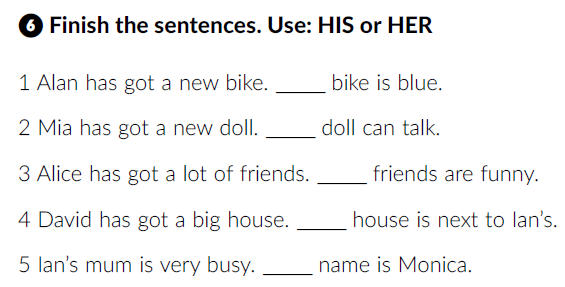 6 Finish the sentences. Use: HIS or HER
1 Alan has got a new bike. _____ bike is blue.
2 Mia has got a new doll. _____ doll can talk.
3 Alice has got a lot of friends. _____ friends are funny.
4 David has got a big house. _____ house is next to Ian’s.
5 Ian’s mum is very busy. _____ name is Monica.